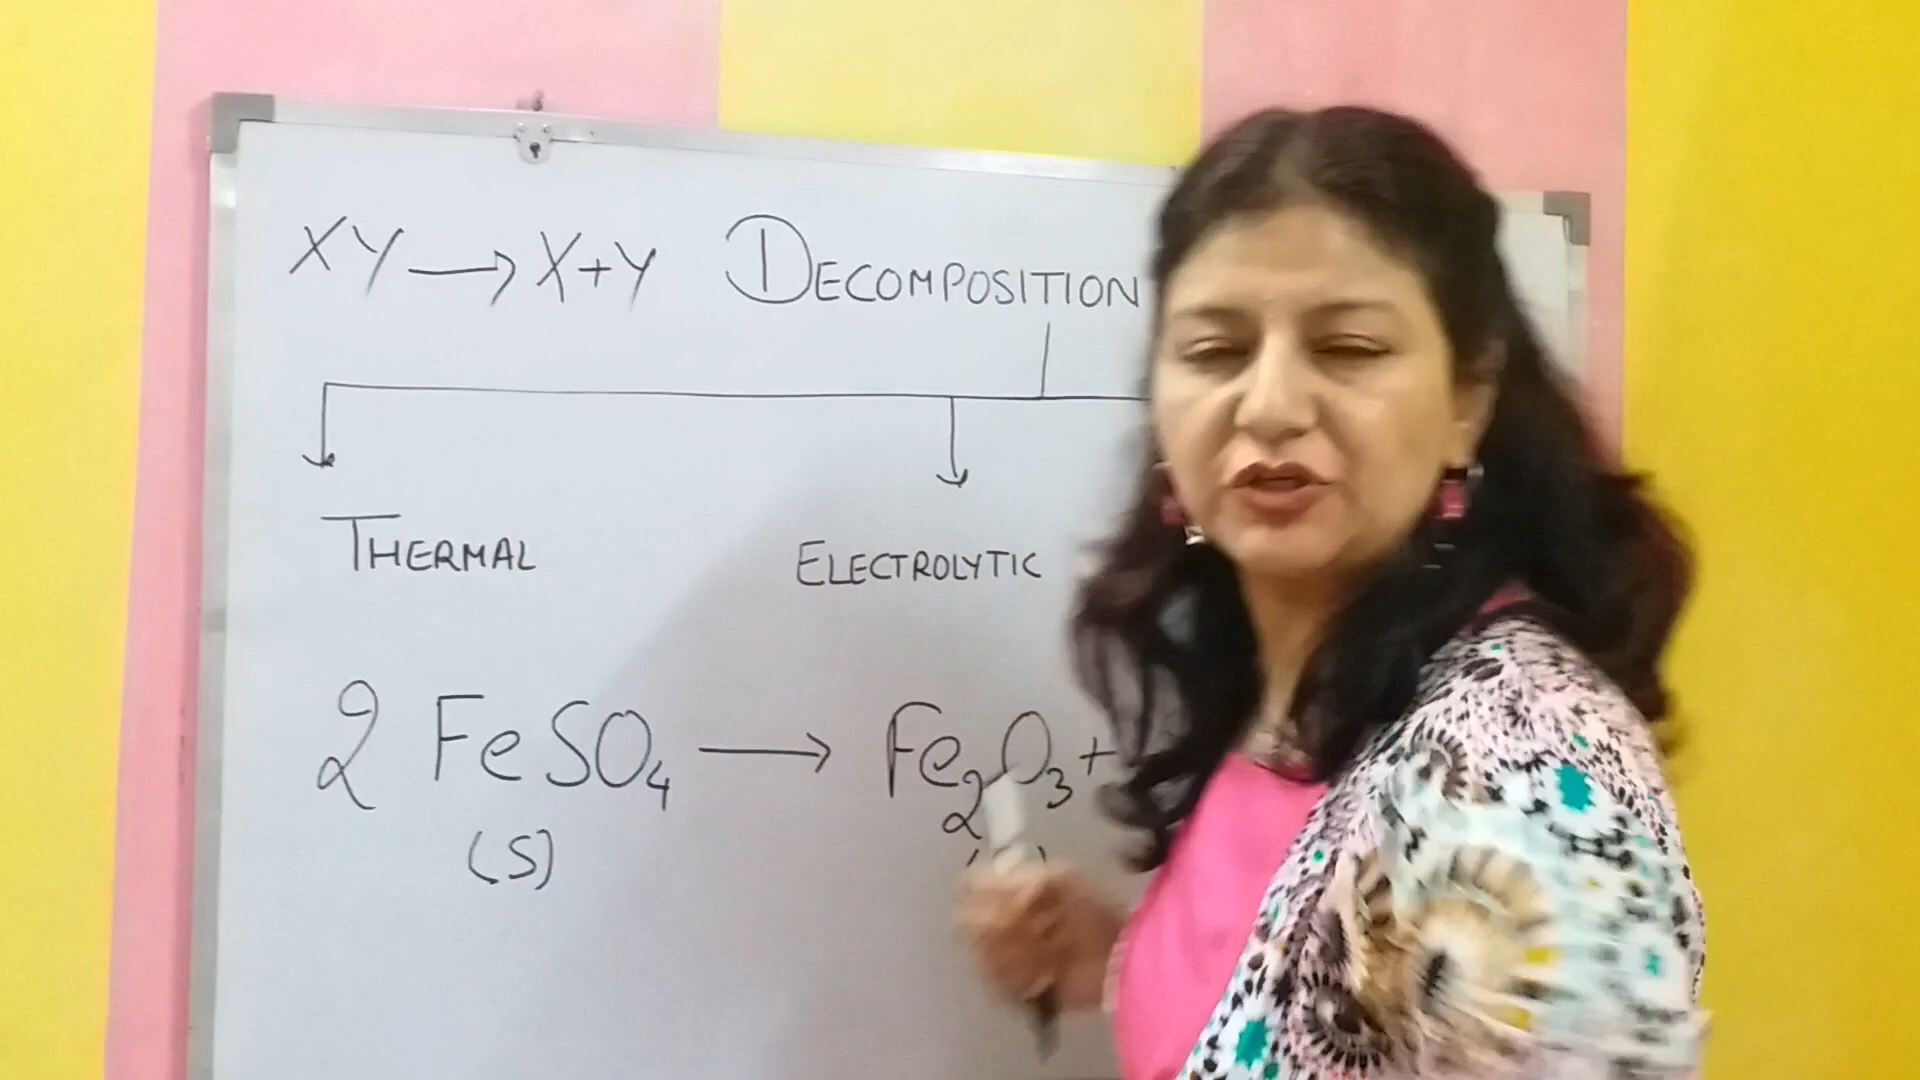 XY → X+Y DECOMPOSITION
THERMAL ELECTROLYTIC
2 FeSO₄ → Fe₂O₃ +
(S)